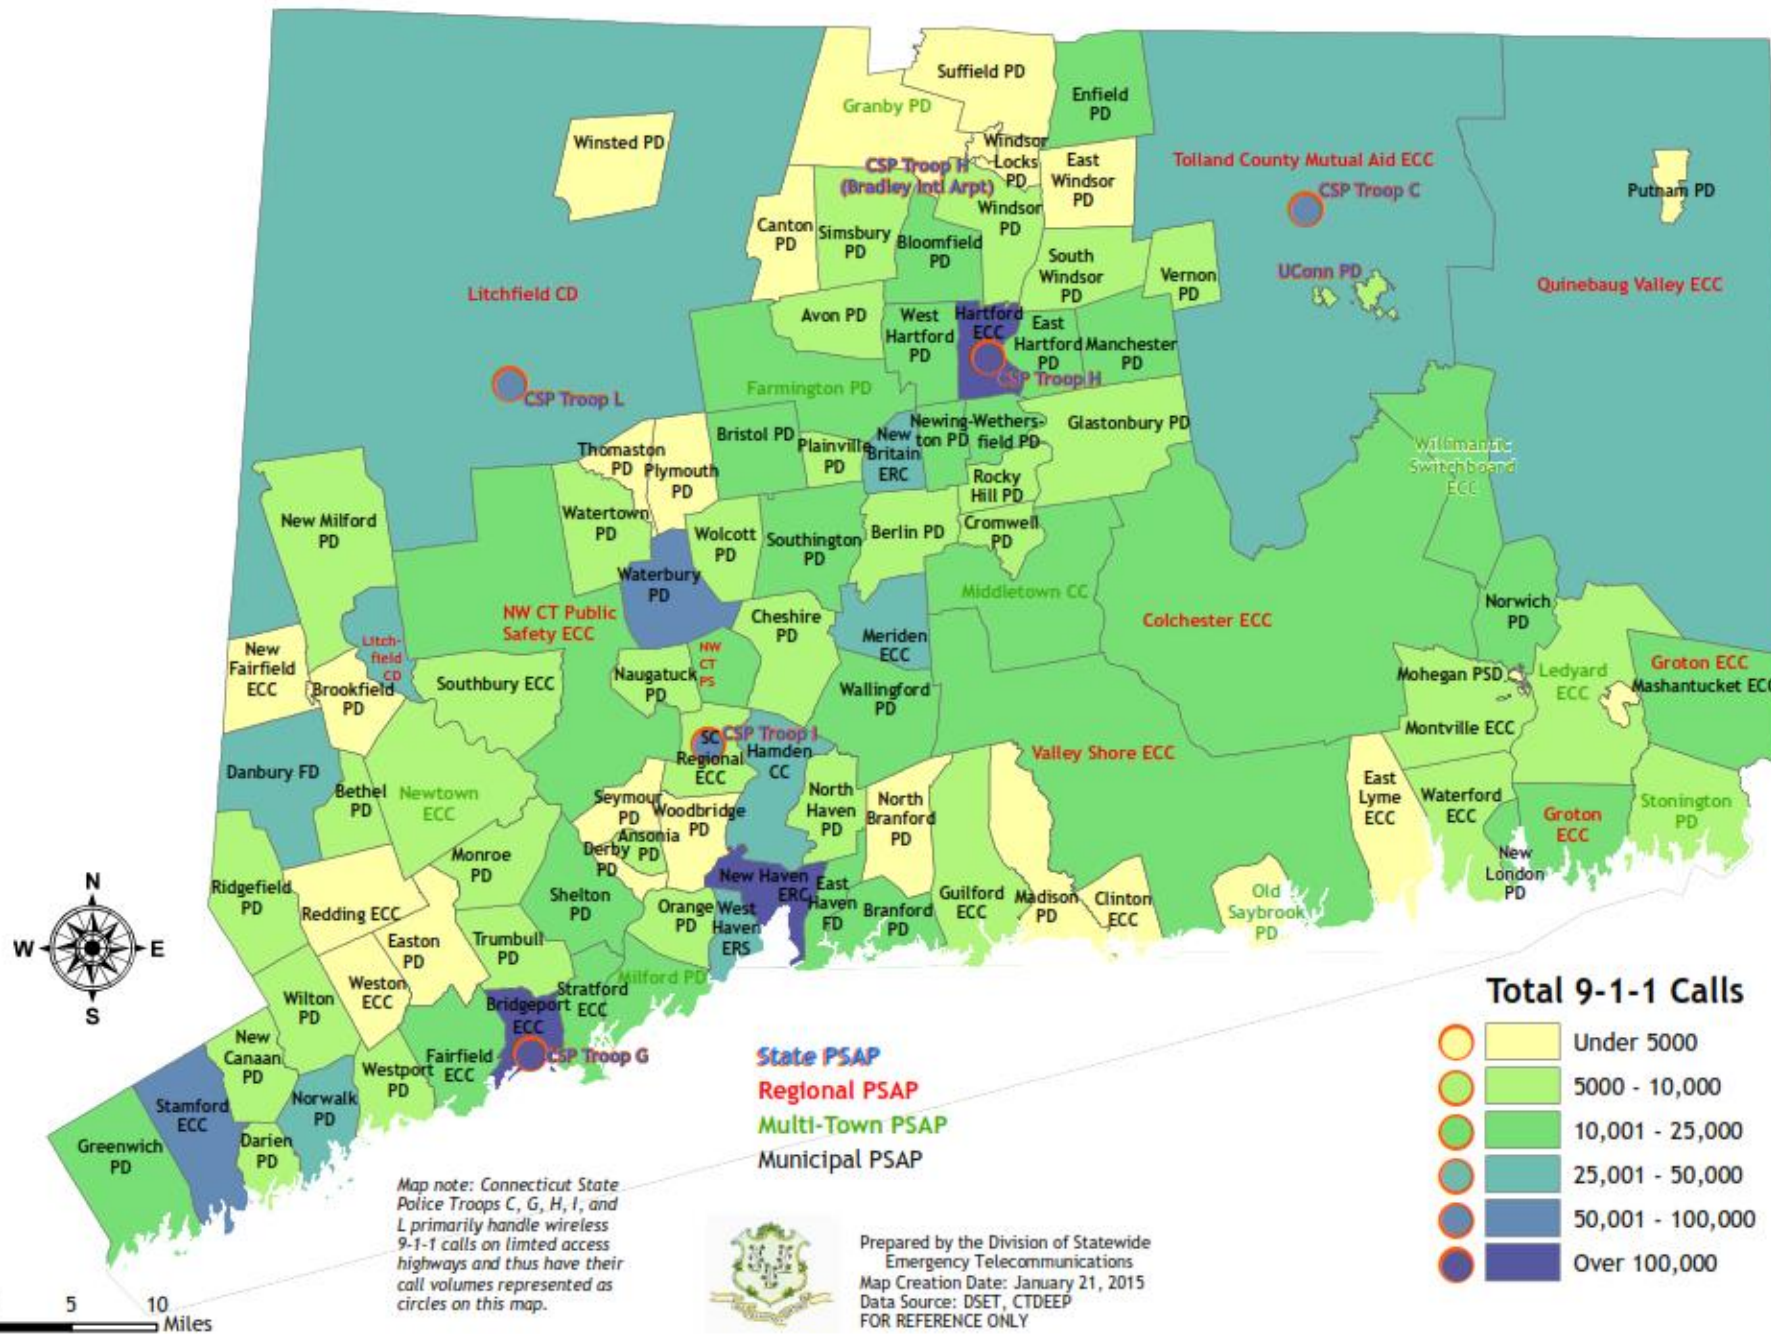 Suffield PD
Granby PD
Enfield
PD
Winsted PD
Windsor
Locks
PD
East
Windsor
PD
Tolland County Mutual Aid ECC
CSP Troop H
(Bradley Intl Arpt)
CSP Troop C
Putnam PD
Canton
PD
Simsbury
PD
Bloomfield
PD
Windsor
PD
South
Windsor
PD
Vernon
PD
UConn PD
Quinebaug Valley ECC
Litchfield CD
Avon PD
West
Hartford
PD
Hartford
ECC
East
Hartford
PD
Manchester
PD
CSP Troop H
CSP Troop L
Farmington PD
Bristol PD
Plainville
PD
New
Britain
ERC
Newing-
ton PD
Wethers-
field PD
Glastonbury PD
Willimantic
Switchboard
ECC
Thomaston
PD
Plymouth
PD
Rocky
Hill PD
New Milford
PD
Watertown
PD
Wolcott
PD
Southington
PD
Berlin PD
Cromwell
PD
Waterbury
PD
Middletown CC
Colchester ECC
Norwich
PD
NW CT Public
Safety ECC
Cheshire
PD
Meriden
ECC
New
Fairfield
ECC
Litch-
field
CD
Brookfield
PD
Southbury ECC
Naugatuck
PD
NW
CT
PS
Wallingford
PD
Mohegan PSD
Ledyard
ECC
Groton ECC
Mashantucket ECC
Montville ECC
CSP Troop I
SC
Regional
ECC
Hamden
CC
Valley Shore ECC
Danbury FD
Bethel
PD
Newtown
ECC
Seymour
PD
Woodbridge
PD
North
Haven
PD
North
Branford
PD
East
Lyme
ECC
Waterford
ECC
Groton
ECC
Stonington
PD
Ansonia
PD
Derby
PD
Monroe
PD
New
London
PD
Ridgefield
PD
Redding ECC
Shelton
PD
New Haven
ERC
East
Haven
FD
Branford
PD
Guilford
ECC
Madison
PD
Clinton
ECC
Old
Saybrook
PD
Orange
PD
West
Haven
ERS
Easton
PD
Trumbull
PD
Weston
ECC
Milford PD
Wilton
PD
Bridgeport
ECC
Stratford
ECC
New
Canaan
PD
Westport
PD
Fairfield
ECC
CSP Troop G
Stamford
ECC
Norwalk
PD
Darien
PD
Greenwich
PD
N
W
E
S
State PSAP
Regional PSAP
Multi-Town PSAP
Municipal PSAP
Total 9-1-1 Calls
Under 5000
5000 - 10,000
10,001 - 25,000
25,001 - 50,000
50,001 - 100,000
Over 100,000
Map note: Connecticut State
Police Troops C, G, H, I, and
L primarily handle wireless
9-1-1 calls on limted access
highways and thus have their
call volumes represented as
circles on this map.
Prepared by the Division of Statewide
Emergency Telecommunications
Map Creation Date: January 21, 2015
Data Source: DSET, CTDEEP
FOR REFERENCE ONLY
5
10
Miles